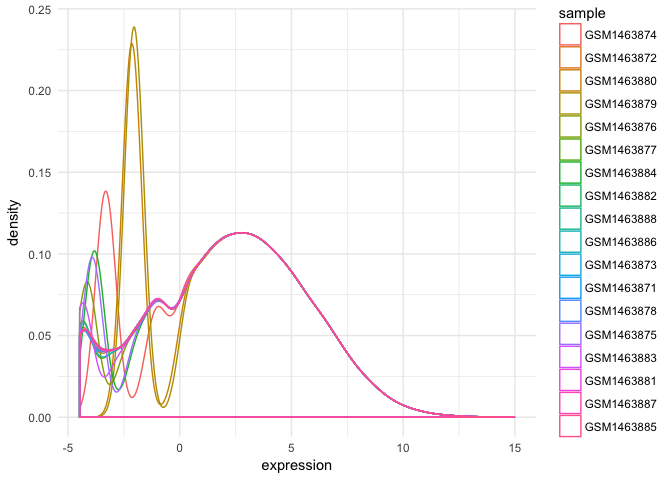 sample
GSM1463874
GSM1463872
GSM1463880
GSM1463879
GSM1463876
GSM1463877
GSM1463884
GSM1463882
GSM1463888
GSM1463886
GSM1463873
GSM1463871
GSM1463878
GSM1463875
GSM1463883
GSM1463881
GSM1463887
GSM1463885
density
0.25
0.20
0.15
0.10
0.05
0.00
-5 0 5 10 15
expression